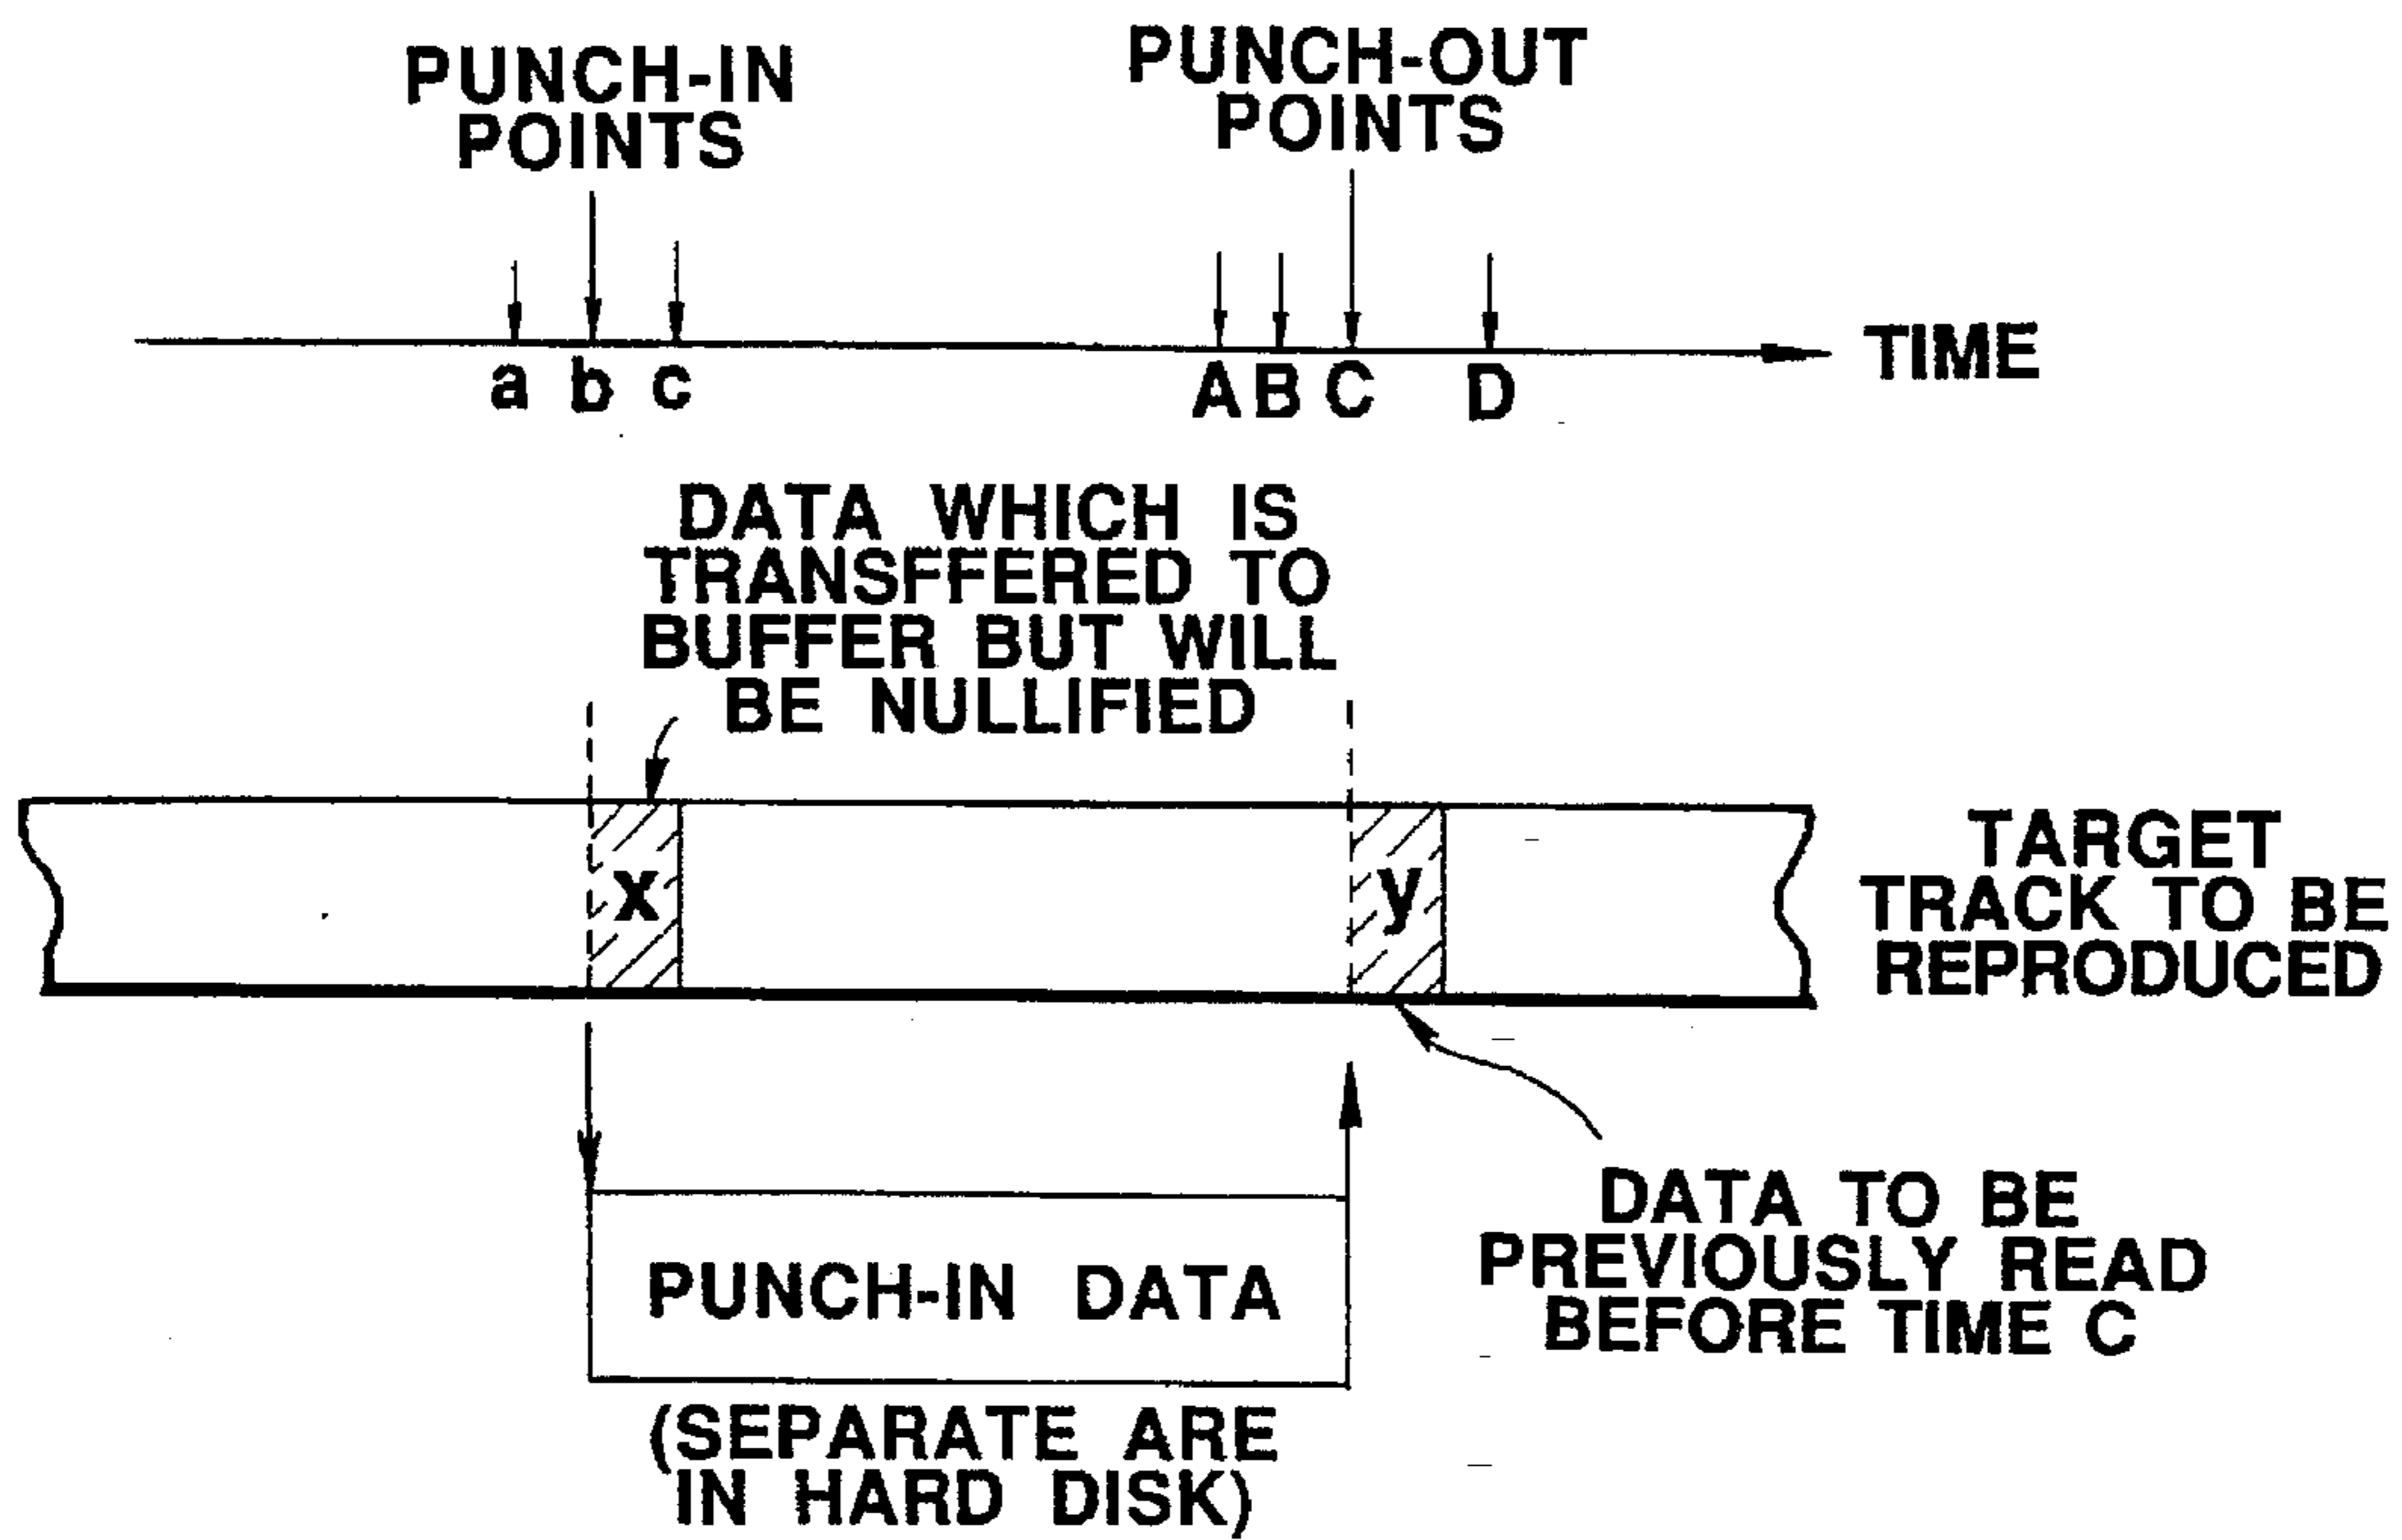 PUNCH-IN
POINTS
PUNCH-OUT
POINTS
a b c A B C D TIME
DATA WHICH IS
TRANSFFERED TO
BUFFER BUT WILL
BE NULLIFIED
x y
TARGET
TRACK TO BE
REPRODUCED
PUNCH-IN DATA
(SEPARATE ARE
IN HARD DISK)
DATA TO BE
PREVIOUSLY READ
BEFORE TIME C